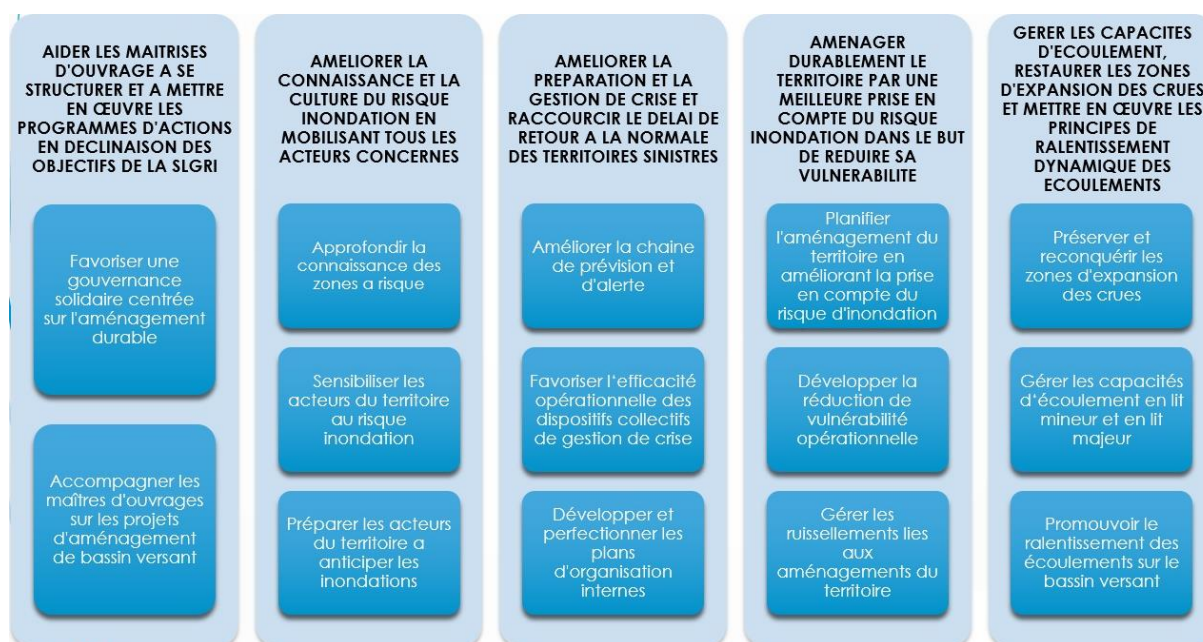 AIDER LES MAITRISES
D'OUVRAGE A SE
STRUCTURER ET A METTRE
EN ŒUVRE LES
PROGRAMMES D'ACTIONS
EN DECLINAISON DES
OBJECTIFS DE LA SLGRI
Favoriser une
gouvernance
solidaire centrée
sur l'aménagement
durable
Accompagner les
maîtres d'ouvrages
sur les projets
d'aménagement
de bassin versant
AMELIORER LA
CONNAISSANCE ET LA
CULTURE DU RISQUE
INONDATION EN
MOBILISANT TOUS LES
ACTEURS CONCERNES
Approfondir la
connaissance des
zones a risque
Sensibiliser les
acteurs du territoire
au risque
inondation
Préparer les acteurs
du territoire a
anticiper les
inondations
AMELIORER LA
PREPARATION ET LA
GESTION DE CRISE ET
RACCOURCIR LE DELAI DE
RETOUR A LA NORMALE
DES TERRITOIRES SINISTRES
Améliorer la chaine
de prévision et
d'alerte
Favoriser l'efficacité
opérationnelle des
dispositifs collectifs
de gestion de crise
Développer et
perfectionner les
plans
d'organisation
internes
AMENAGER
DURABLEMENT LE
TERRITOIRE PAR UNE
MEILLEURE PRISE EN
COMPTE DU RISQUE
INONDATION DANS LE BUT
DE REDUIRE SA
VULNERABILITE
Planifier
l'aménagement du
territoire en
améliorant la prise
en compte du
risque d'inondation
Développer la
réduction de
vulnérabilité
opérationnelle
Gérer les
ruissellements lies
aux
aménagements du
territoire
GERER LES CAPACITES
D'ECOULEMENT,
RESTAURER LES ZONES
D'EXPANSION DES CRUES
ET METTRE EN ŒUVRE LES
PRINCIPES DE
RALENTISSEMENT
DYNAMIQUE DES
ECOULEMENTS
Préserver et
reconquérir les
zones d'expansion
des crues
Gérer les capacités
d'écoulement en lit
mineur et en lit
majeur
Promouvoir le
ralentissement des
écoulements sur le
bassin versant